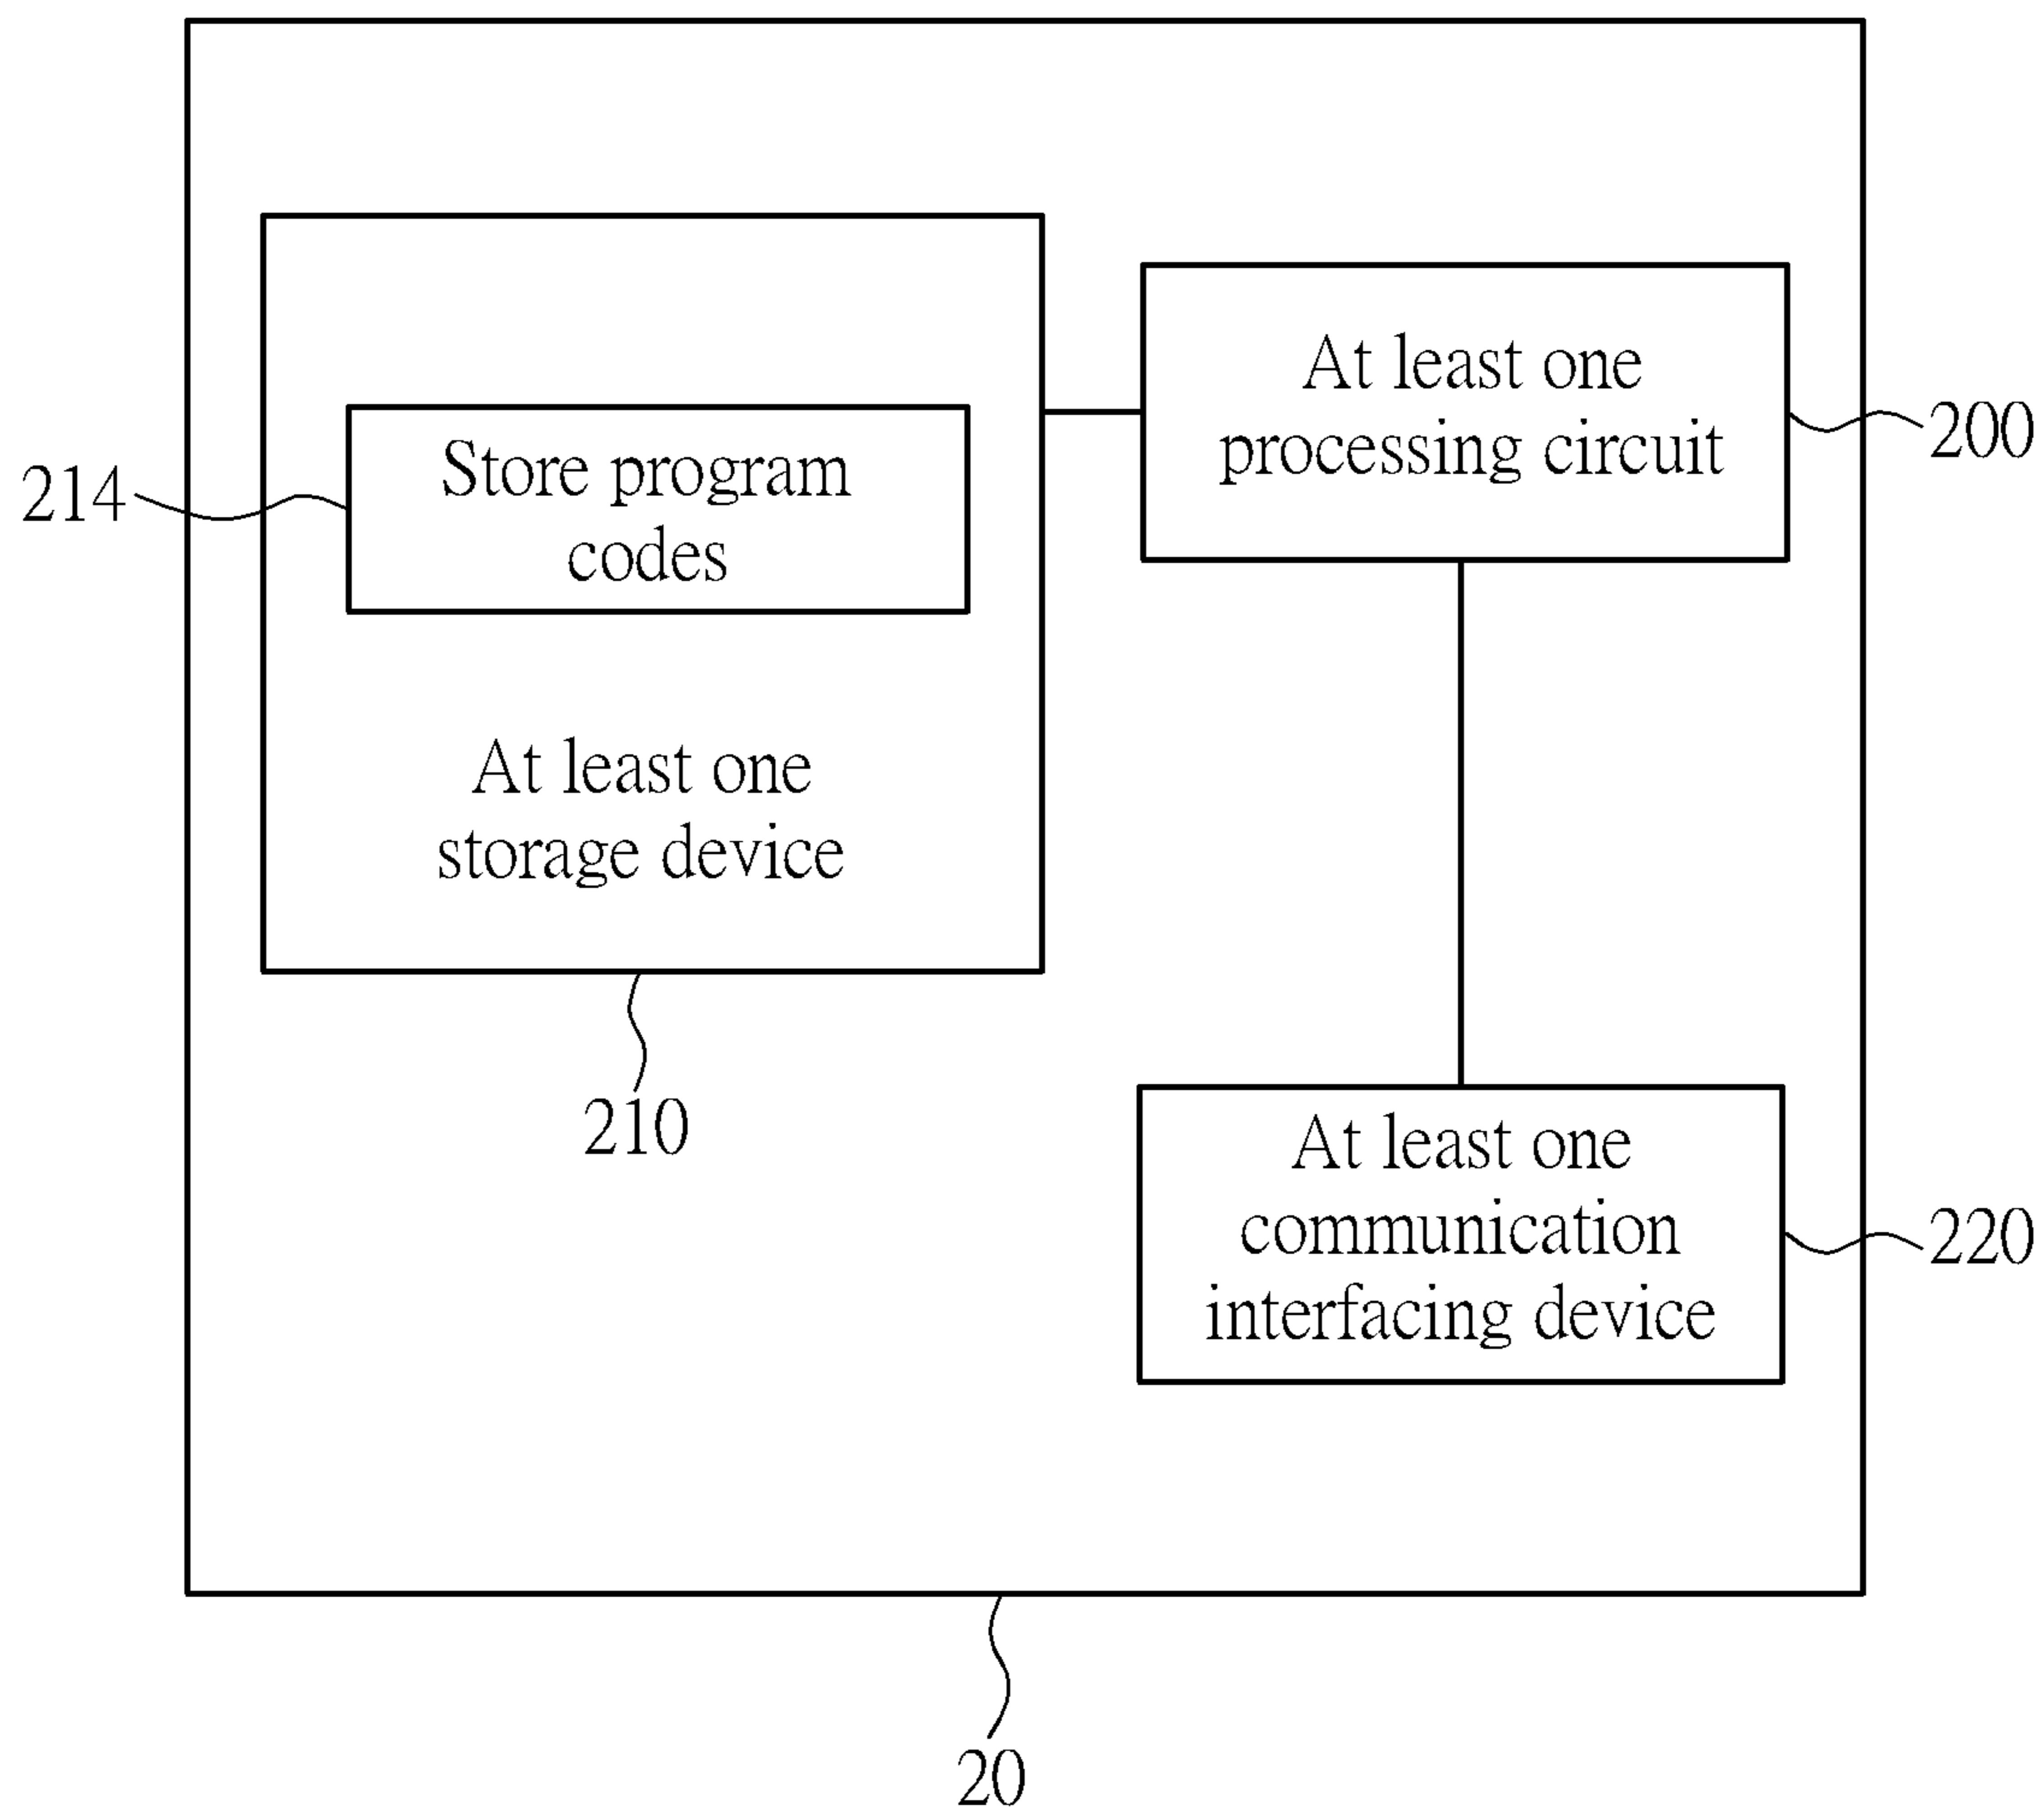 At least one
processing circuit
200
Store program
codes
214
At least one
storage device
210
At least one
communication
interfacing device
220
20